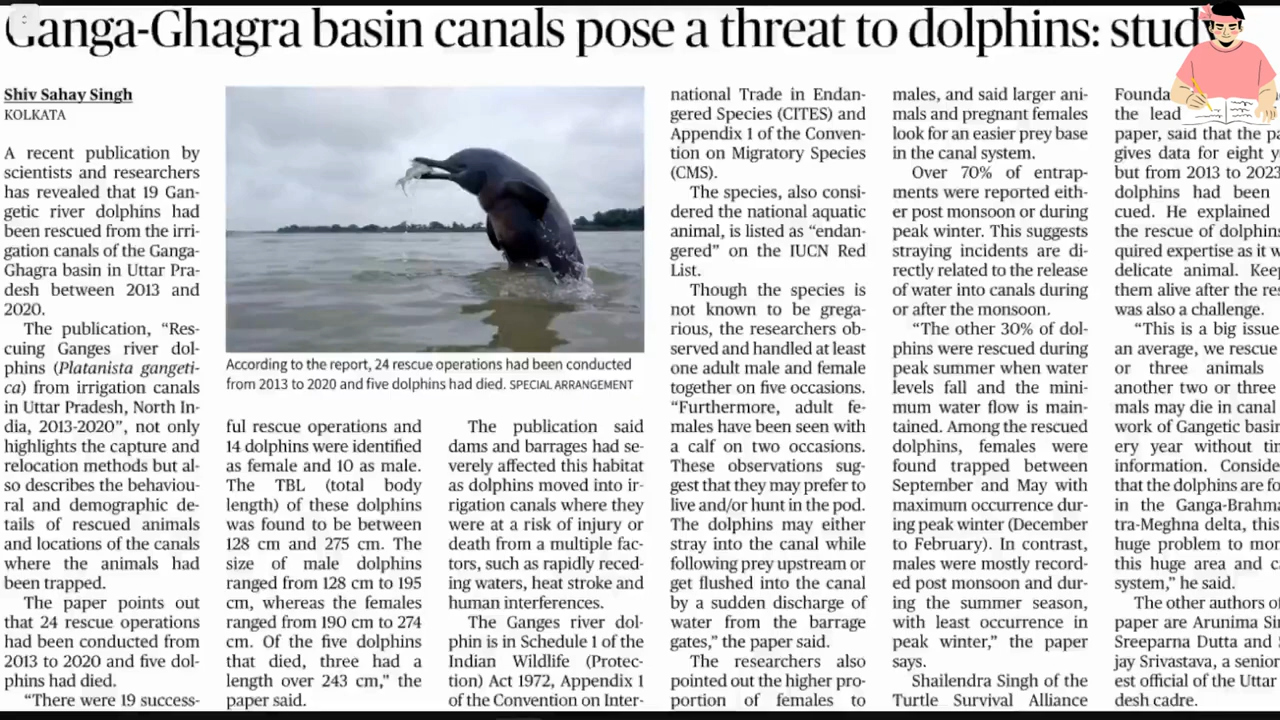 Ganga-Ghagra basin canals pose a threat to dolphins: study
Shiv Sahay Singh
KOLKATA
A recent publication by
scientists and researchers
has revealed that 19 Gan-
getic river dolphins had
been rescued from the irri-
gation canals of the Ganga-
Ghagra basin in Uttar Pra-
desh between 2013 and
2020.
The publication, “Res-
cuing Ganges river dol-
phins (Platanista gangeti-
ca) from irrigation canals
in Uttar Pradesh, North In-
dia, 2013-2020”, not only
highlights the capture and
relocation methods but al-
so describes the behaviou-
ral and demographic de-
tails of rescued animals
and locations of the canals
where the animals had
been trapped.
The paper points out
that 24 rescue operations
had been conducted from
2013 to 2020 and five dol-
phins had died.
“There were 19 success-
According to the report, 24 rescue operations had been conducted
from 2013 to 2020 and five dolphins had died. SPECIAL ARRANGEMENT
ful rescue operations and
14 dolphins were identified
as female and 10 as male.
The TBL (total body
length) of these dolphins
was found to be between
128 cm and 275 cm. The
size of male dolphins
ranged from 128 cm to 195
cm, whereas the females
ranged from 190 cm to 274
cm. Of the five dolphins
that died, three had a
length over 243 cm,” the
paper said.
The publication said
dams and barrages had se-
verely affected this habitat
as dolphins moved into ir-
rigation canals where they
were at a risk of injury or
death from a multiple fac-
tors, such as rapidly reced-
ing waters, heat stroke and
human interferences.
The Ganges river dol-
phin is in Schedule 1 of the
Indian Wildlife (Protec-
tion) Act 1972, Appendix 1
of the Convention on Inter-
national Trade in Endan-
gered Species (CITES) and
Appendix 1 of the Conven-
tion on Migratory Species
(CMS).
The species, also consi-
dered the national aquatic
animal, is listed as “endan-
gered” on the IUCN Red
List.
Though the species is
not known to be grega-
rious, the researchers ob-
served and handled at least
one adult male and female
together on five occasions.
“Furthermore, adult fe-
males have been seen with
a calf on two occasions.
These observations sug-
gest that they may prefer to
live and/or hunt in the pod.
The dolphins may either
stray into the canal while
following prey upstream or
get flushed into the canal
by a sudden discharge of
water from the barrage
gates,” the paper said.
The researchers also
pointed out the higher pro-
portion of females to
males, and said larger ani-
mals and pregnant females
look for an easier prey base
in the canal system.
Over 70% of entrap-
ments were reported eith-
er post monsoon or during
peak winter. This suggests
straying incidents are di-
rectly related to the release
of water into canals during
or after the monsoon.
“The other 30% of dol-
phins were rescued during
peak summer when water
levels fall and the mini-
mum water flow is main-
tained. Among the rescued
dolphins, females were
found trapped between
September and May with
maximum occurrence dur-
ing peak winter (December
to February). In contrast,
males were mostly record-
ed post monsoon and dur-
ing the summer season,
with least occurrence in
peak winter,” the paper
says.
Shailendra Singh of the
Turtle Survival Alliance
Founda
the lead
paper, said that the pa
gives data for eight y
but from 2013 to 2023
dolphins had been
cued. He explained
the rescue of dolphins
quired expertise as it w
delicate animal. Keep
them alive after the res
was also a challenge.
“This is a big issue
an average, we rescue
or three animals
another two or three
mals may die in canal
work of Gangetic basin
ery year without tim
information. Conside
that the dolphins are fo
in the Ganga-Brahma
tra-Meghna delta, this
huge problem to mon
this huge area and c
system,” he said.
The other authors of
paper are Arunima Sin
Sreeparna Dutta and S
jay Srivastava, a senior
est official of the Uttar
desh cadre.